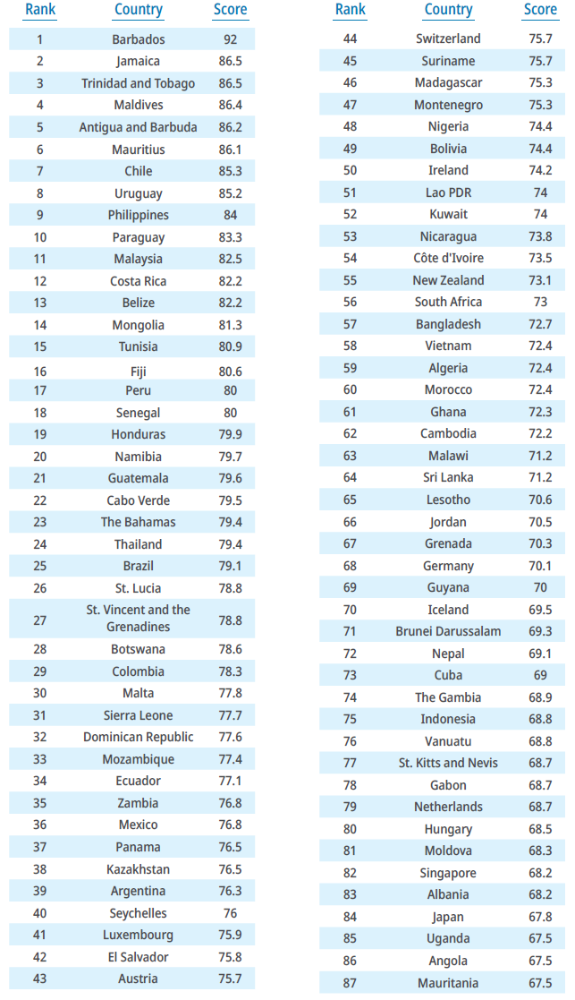 Rank Country Score
1 Barbados 92
2 Jamaica 86.5
3 Trinidad and Tobago 86.5
4 Maldives 86.4
5 Antigua and Barbuda 86.2
6 Mauritius 86.1
7 Chile 85.3
8 Uruguay 85.2
9 Philippines 84
10 Paraguay 83.3
11 Malaysia 82.5
12 Costa Rica 82.2
13 Belize 82.2
14 Mongolia 81.3
15 Tunisia 80.9
16 Fiji 80.6
17 Peru 80
18 Senegal 80
19 Honduras 79.9
20 Namibia 79.7
21 Guatemala 79.6
22 Cabo Verde 79.5
23 The Bahamas 79.4
24 Thailand 79.4
25 Brazil 79.1
26 St. Lucia 78.8
27 St. Vincent and the
Grenadines 78.8
28 Botswana 78.6
29 Colombia 78.3
30 Malta 77.8
31 Sierra Leone 77.7
32 Dominican Republic 77.6
33 Mozambique 77.4
34 Ecuador 77.1
35 Zambia 76.8
36 Mexico 76.8
37 Panama 76.5
38 Kazakhstan 76.5
39 Argentina 76.3
40 Seychelles 76
41 Luxembourg 75.9
42 El Salvador 75.8
43 Austria 75.7
Rank Country Score
44 Switzerland 75.7
45 Suriname 75.7
46 Madagascar 75.3
47 Montenegro 75.3
48 Nigeria 74.4
49 Bolivia 74.4
50 Ireland 74.2
51 Lao PDR 74
52 Kuwait 74
53 Nicaragua 73.8
54 Côte d'Ivoire 73.5
55 New Zealand 73.1
56 South Africa 73
57 Bangladesh 72.7
58 Vietnam 72.4
59 Algeria 72.4
60 Morocco 72.4
61 Ghana 72.3
62 Cambodia 72.2
63 Malawi 71.2
64 Sri Lanka 71.2
65 Lesotho 70.6
66 Jordan 70.5
67 Grenada 70.3
68 Germany 70.1
69 Guyana 70
70 Iceland 69.5
71 Brunei Darussalam 69.3
72 Nepal 69.1
73 Cuba 69
74 The Gambia 68.9
75 Indonesia 68.8
76 Vanuatu 68.8
77 St. Kitts and Nevis 68.7
78 Gabon 68.7
79 Netherlands 68.7
80 Hungary 68.5
81 Moldova 68.3
82 Singapore 68.2
83 Albania 68.2
84 Japan 67.8
85 Uganda 67.5
86 Angola 67.5
87 Mauritania 67.5